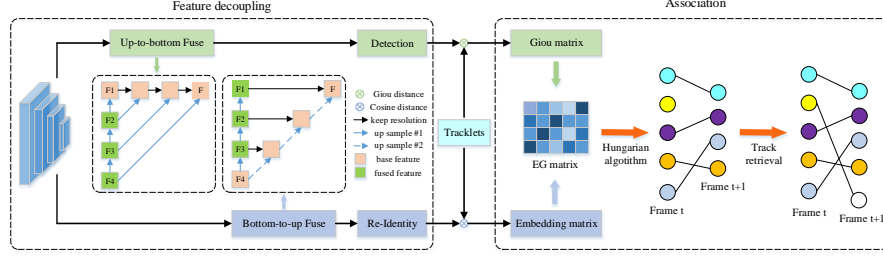 Feature decoupling
Association
Up-to-bottom Fuse
Detection
Giou matrix
F1
F
F2
F3
F4
F1
F
F2
F3
F4
Giou distance
Cosine distance
keep resolution
up sample #1
up sample #2
base feature
fused feature
Tracklets
EG matrix
Hungarian
algotithm
Track
retrieval
Frame t
Frame t+1
Frame t
Frame t+1
Bottom-to-up Fuse
Re-Identity
Embedding matrix